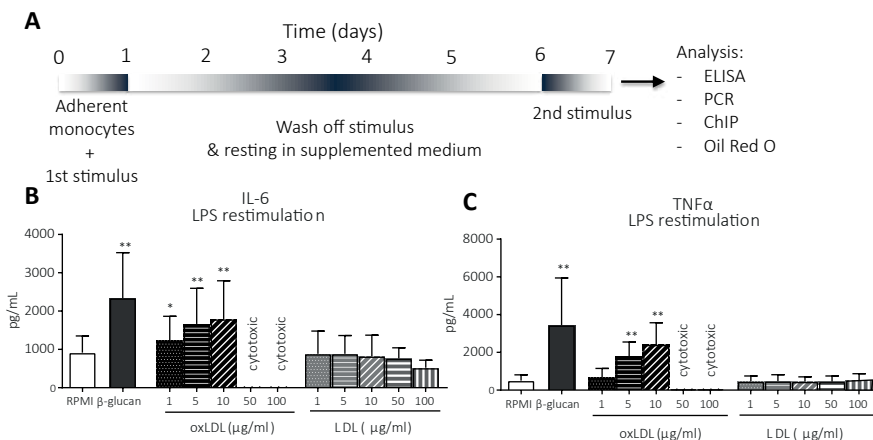 A
Time (days)
0 1 2 3 4 5 6 7
Adherent
monocytes
+
1st stimulus
Wash off stimulus
& resting in supplemented medium
2nd stimulus
Analysis:
- ELISA
- PCR
- ChIP
- Oil Red O
B
IL-6
LPS restimulation
pg/mL
4000
3000
2000
1000
0
**
*
**
**
cytotoxic
cytotoxic
RPMI β-glucan 1 5 10 50 100 1 5 10 50 100
oxLDL (µg/ml) LDL ( µg/ml)
C
TNFα
LPS restimulation
pg/mL
8000
6000
4000
2000
0
**
**
**
cytotoxic
cytotoxic
RPMI β-glucan 1 5 10 50 100 1 5 10 50 100
oxLDL (µg/ml) LDL ( µg/ml)